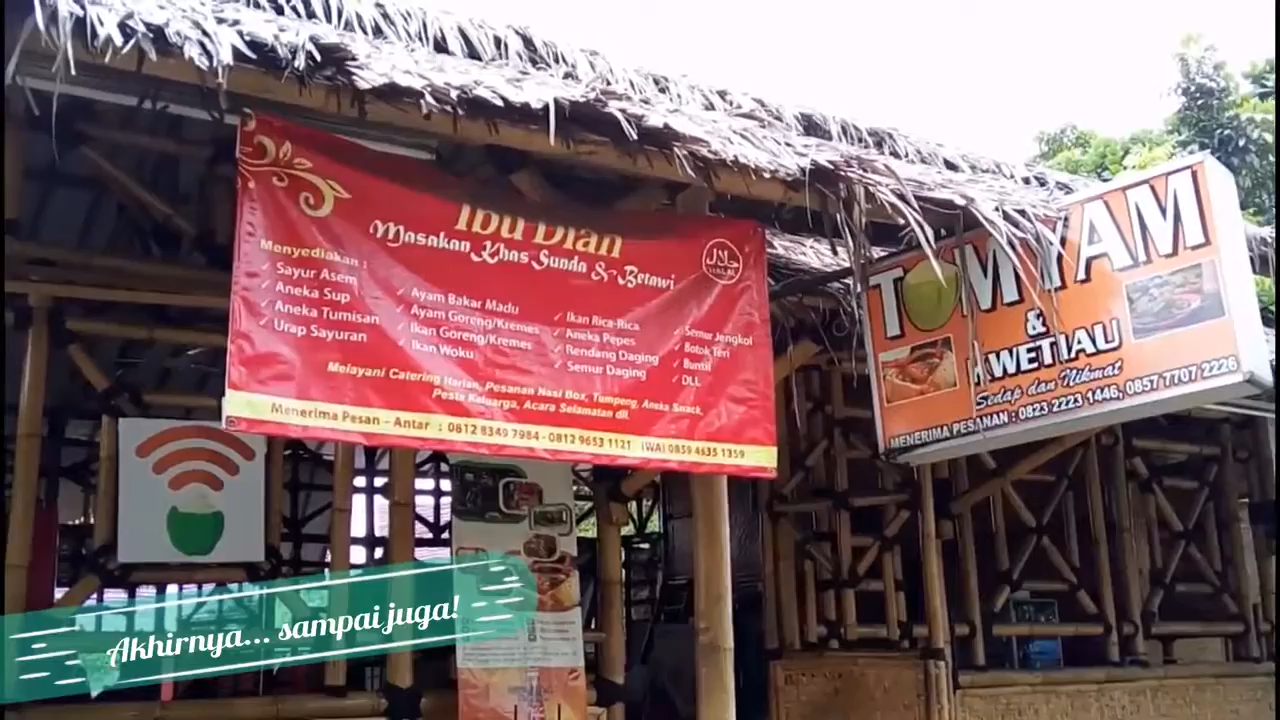 Ibu Dian
Masakan Khas Sunda & Betawi
حلال
HALAL
Menyediakan :
✓ Sayur Asem
✓ Aneka Sup
✓ Aneka Tumisan
✓ Urap Sayuran
✓ Ayam Bakar Madu
✓ Ayam Goreng/Kremes
✓ Ikan Goreng/Kremes
✓ Ikan Woku
✓ Ikan Rica-Rica
✓ Aneka Pepes
✓ Rendang Daging
✓ Semur Daging
✓ Semur Jengkol
✓ Botok Teri
✓ Buntil
✓ DLL
Melayani Catering Harian, Pesanan Nasi Box, Tumpeng, Aneka Snack,
Pesta Keluarga, Acara Selamatan dll.
Menerima Pesan - Antar : 0812 8349 7984 - 0812 9653 1121 (WA) 0859 4635 1359
TOMYAM
&
KWETIAU
Sedap dan Nikmat
MENERIMA PESANAN : 0823 2223 1446, 0857 7707 2226
Akhirnya... sampai juga!